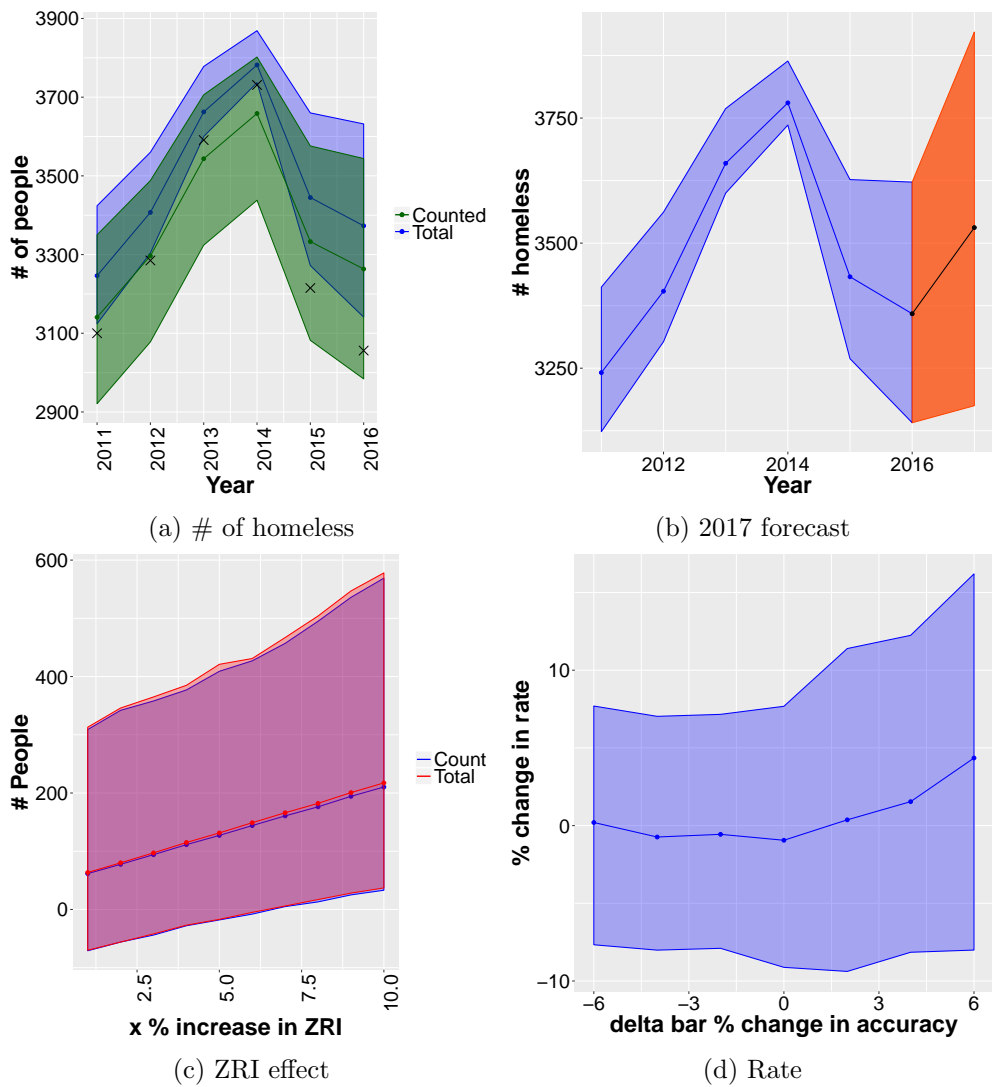 3900
3700
3500
3300
3100
2900
# of people
2011
2012
2013
2014
2015
2016
Year
Counted
Total
(a) # of homeless
3750
3500
3250
# homeless
2012
2014
2016
Year
(b) 2017 forecast
600
400
200
0
# People
2.5
5.0
7.5
10.0
x % increase in ZRI
Count
Total
(c) ZRI effect
10
0
−10
% change in rate
−6
−3
0
3
6
delta bar % change in accuracy
(d) Rate